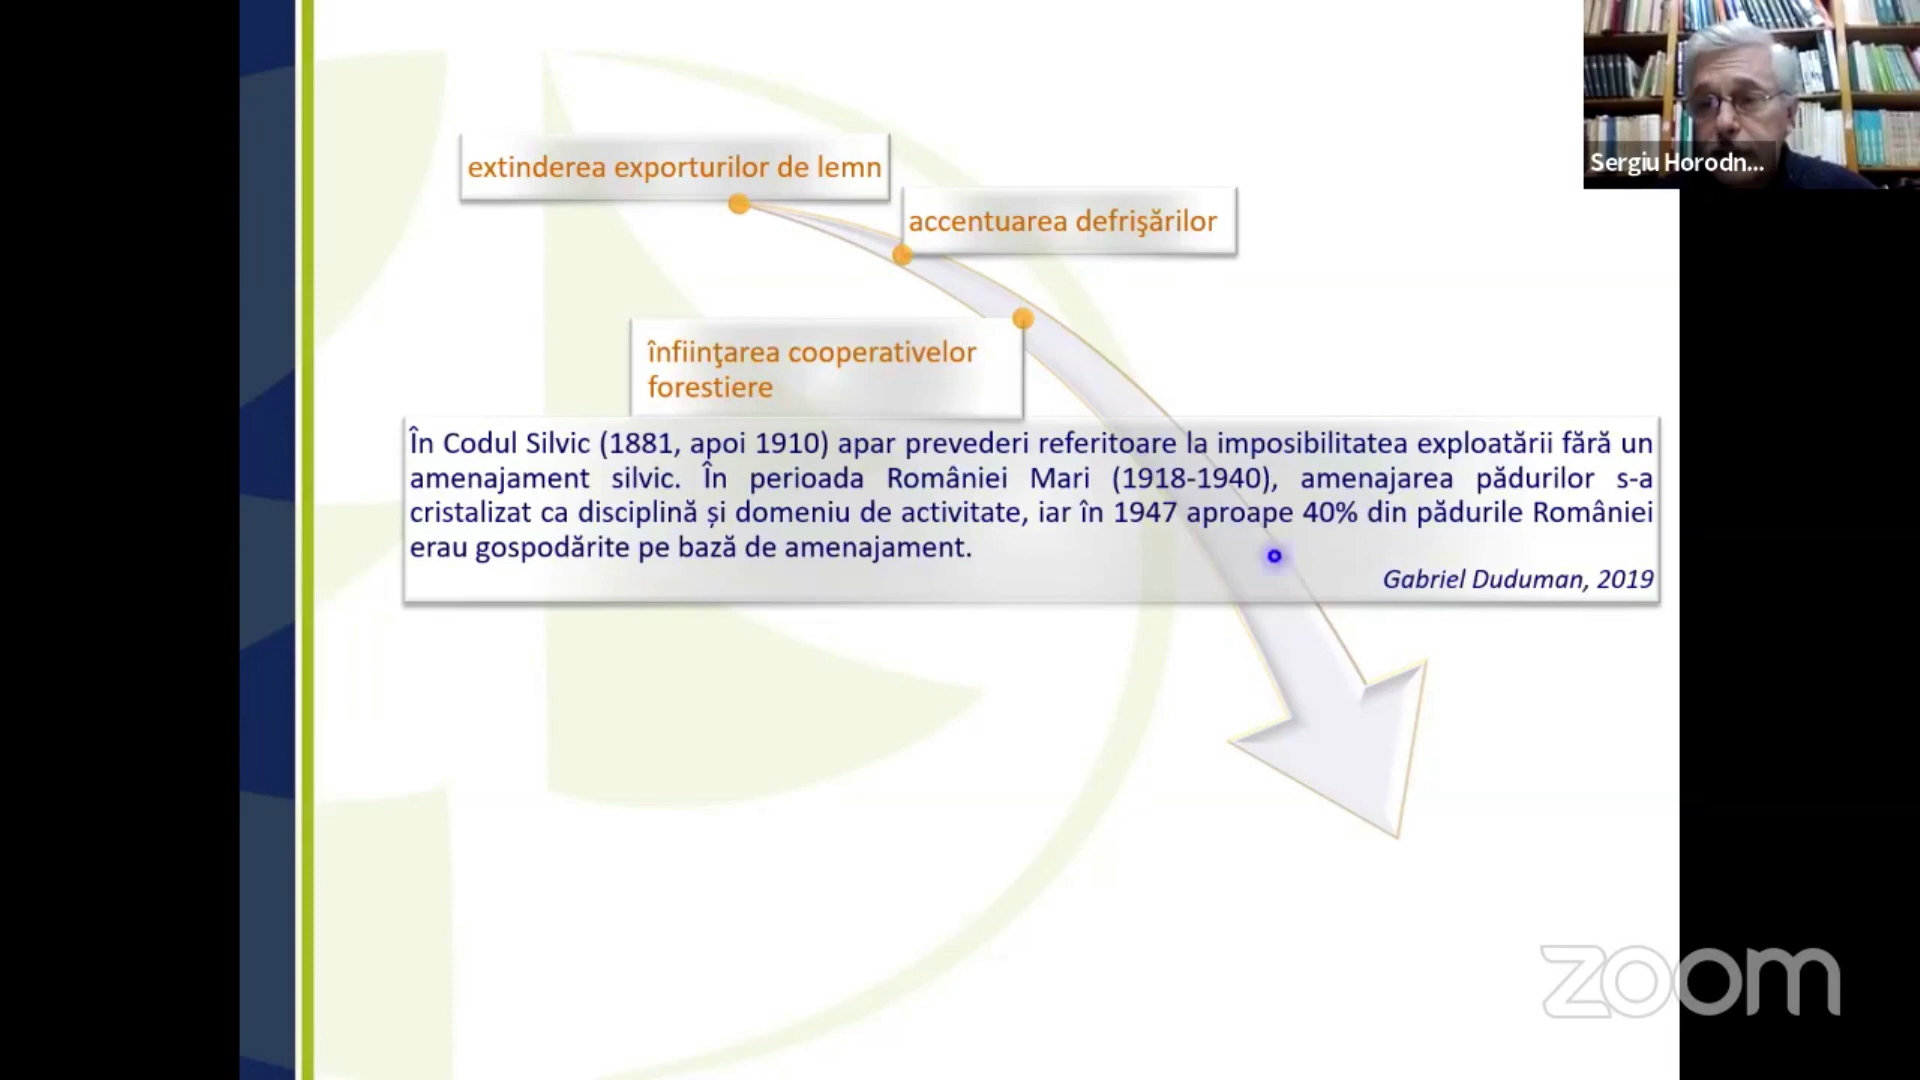 Sergiu Horodn...
extinderea exporturilor de lemn
accentuarea defrişărilor
înfiinţarea cooperativelor
forestiere
În Codul Silvic (1881, apoi 1910) apar prevederi referitoare la imposibilitatea exploatării fără un
amenajament silvic. În perioada României Mari (1918-1940), amenajarea pădurilor s-a
cristalizat ca disciplină și domeniu de activitate, iar în 1947 aproape 40% din pădurile României
erau gospodărite pe bază de amenajament.
Gabriel Duduman, 2019
zoom